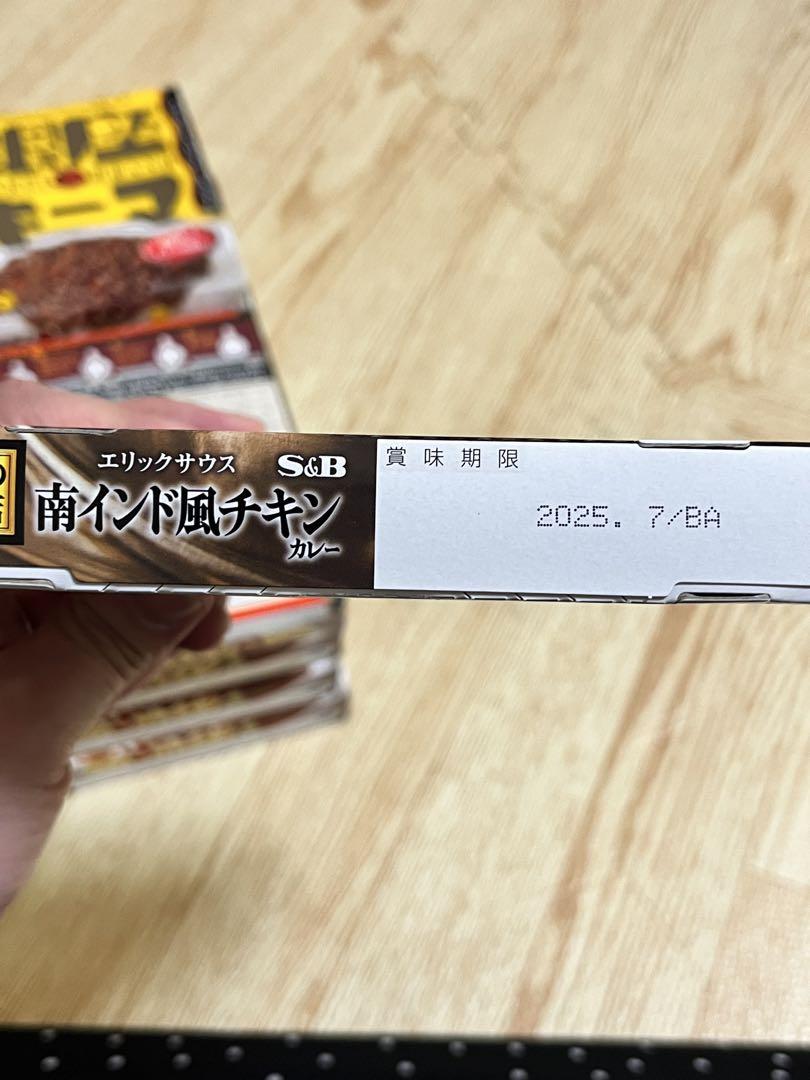 エリックサウス
S&B
南インド風チキン
カレー
賞味期限
2025. 7/BA